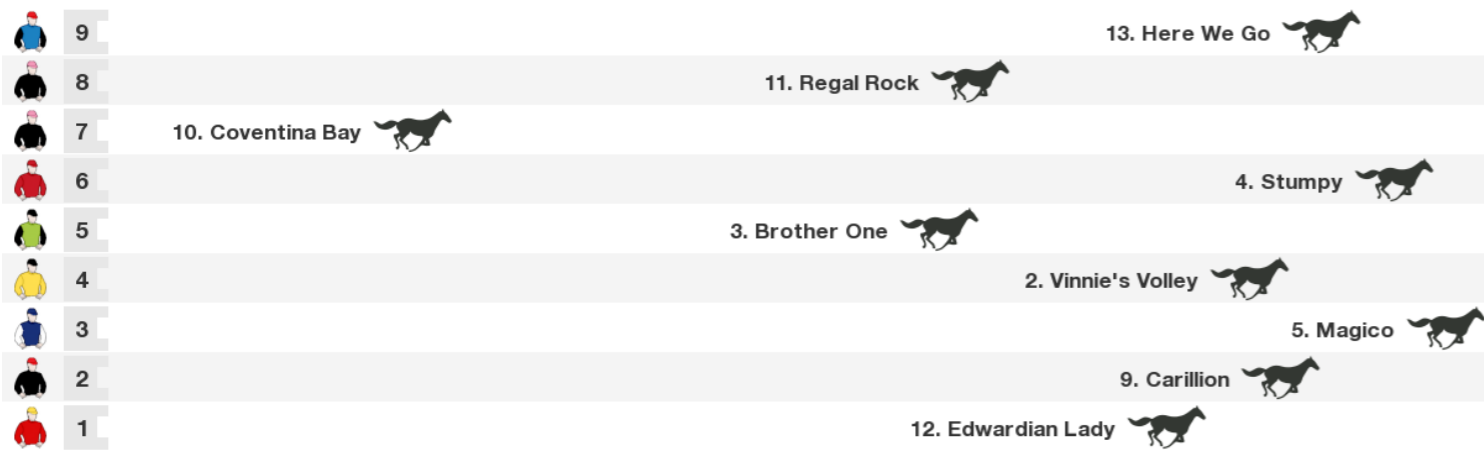 9 13. Here We Go
8 11. Regal Rock
7 10. Coventina Bay
6 4. Stumpy
5 3. Brother One
4 2. Vinnie's Volley
3 5. Magico
2 9. Carillion
1 12. Edwardian Lady